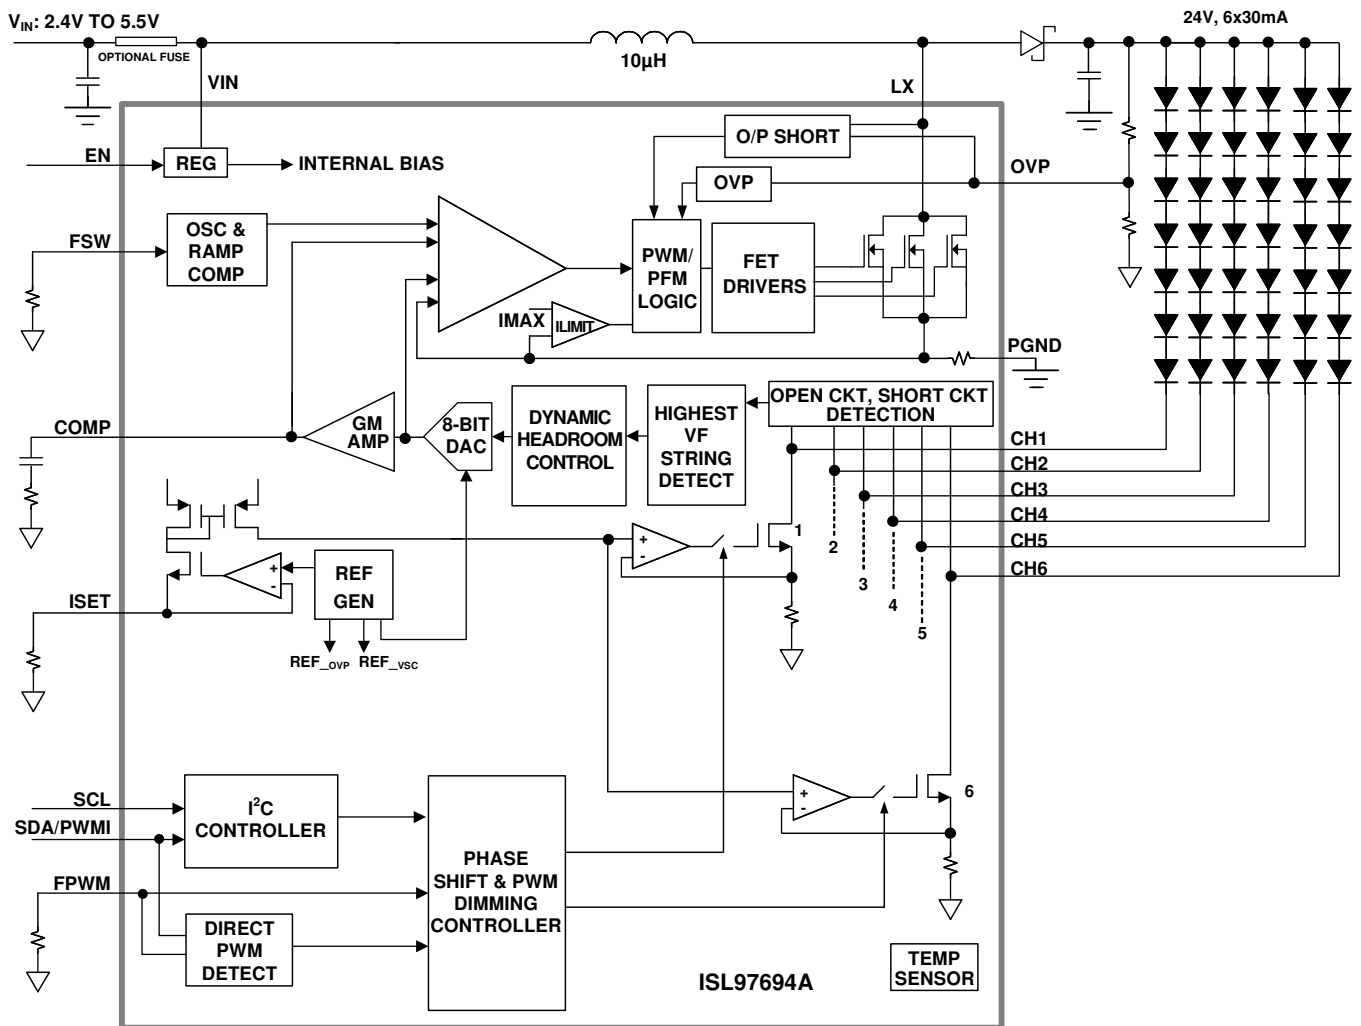 V_IN: 2.4V TO 5.5V
24V, 6x30mA
OPTIONAL FUSE
10µH
VIN
LX
O/P SHORT
EN
REG
INTERNAL BIAS
OVP
OVP
OSC &
RAMP
COMP
FSW
PWM/
PFM
LOGIC
FET
DRIVERS
IMAX
ILIMIT
PGND
OPEN CKT, SHORT CKT
DETECTION
COMP
GM
AMP
8-BIT
DAC
DYNAMIC
HEADROOM
CONTROL
HIGHEST
VF
STRING
DETECT
CH1
CH2
CH3
CH4
CH5
CH6
+
-
1
2
3
4
5
+
-
REF
GEN
ISET
REF_OVP
REF_VSC
+
-
6
SCL
SDA/PWMI
I²C
CONTROLLER
FPWM
PHASE
SHIFT & PWM
DIMMING
CONTROLLER
DIRECT
PWM
DETECT
TEMP
SENSOR
ISL97694A